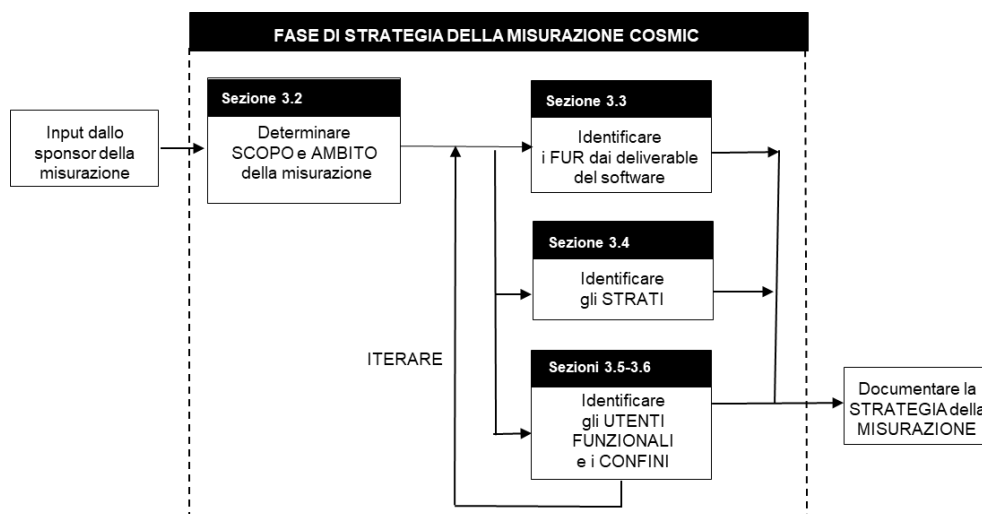 FASE DI STRATEGIA DELLA MISURAZIONE COSMIC
Input dallo
sponsor della
misurazione
Sezione 3.2
Determinare
SCOPO e AMBITO
della misurazione
Sezione 3.3
Identificare
i FUR dai deliverable
del software
Sezione 3.4
Identificare
gli STRATI
ITERARE
Sezioni 3.5-3.6
Identificare
gli UTENTI
FUNZIONALI
e i CONFINI
Documentare la
STRATEGIA della
MISURAZIONE